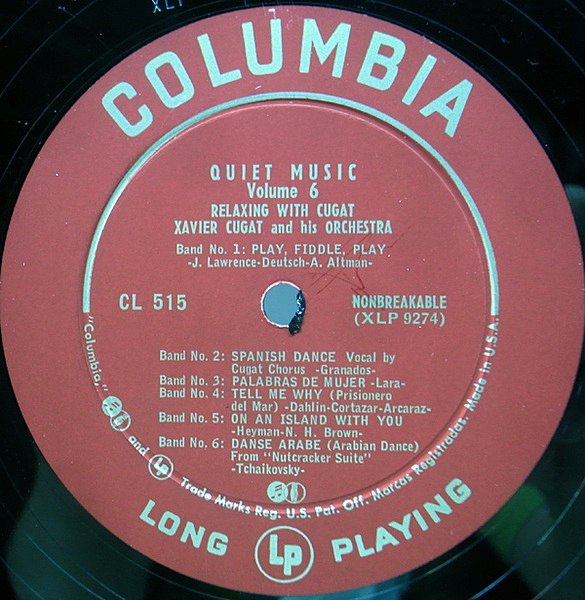 XLP
COLUMBIA
QUIET MUSIC
Volume 6
RELAXING WITH CUGAT
XAVIER CUGAT and his ORCHESTRA
Band No. 1: PLAY, FIDDLE, PLAY
-J. Lawrence-Deutsch-A. Altman-
CL 515
NONBREAKABLE
(XLP 9274)
Band No. 2: SPANISH DANCE Vocal by
Cugat Chorus -Granados-
Band No. 3: PALABRAS DE MUJER -Lara-
Band No. 4: TELL ME WHY (Prisionero
del Mar) -Dahlin-Cortazar-Arcaraz-
Band No. 5: ON AN ISLAND WITH YOU
-Heyman-N. H. Brown-
Band No. 6: DANSE ARABE (Arabian Dance)
From "Nutcracker Suite"
-Tchaikovsky-
"Columbia," and Lp Trade Marks Reg. U.S. Pat. Off. Marcas Registradas. Made in U.S.A.
LONG Lp PLAYING